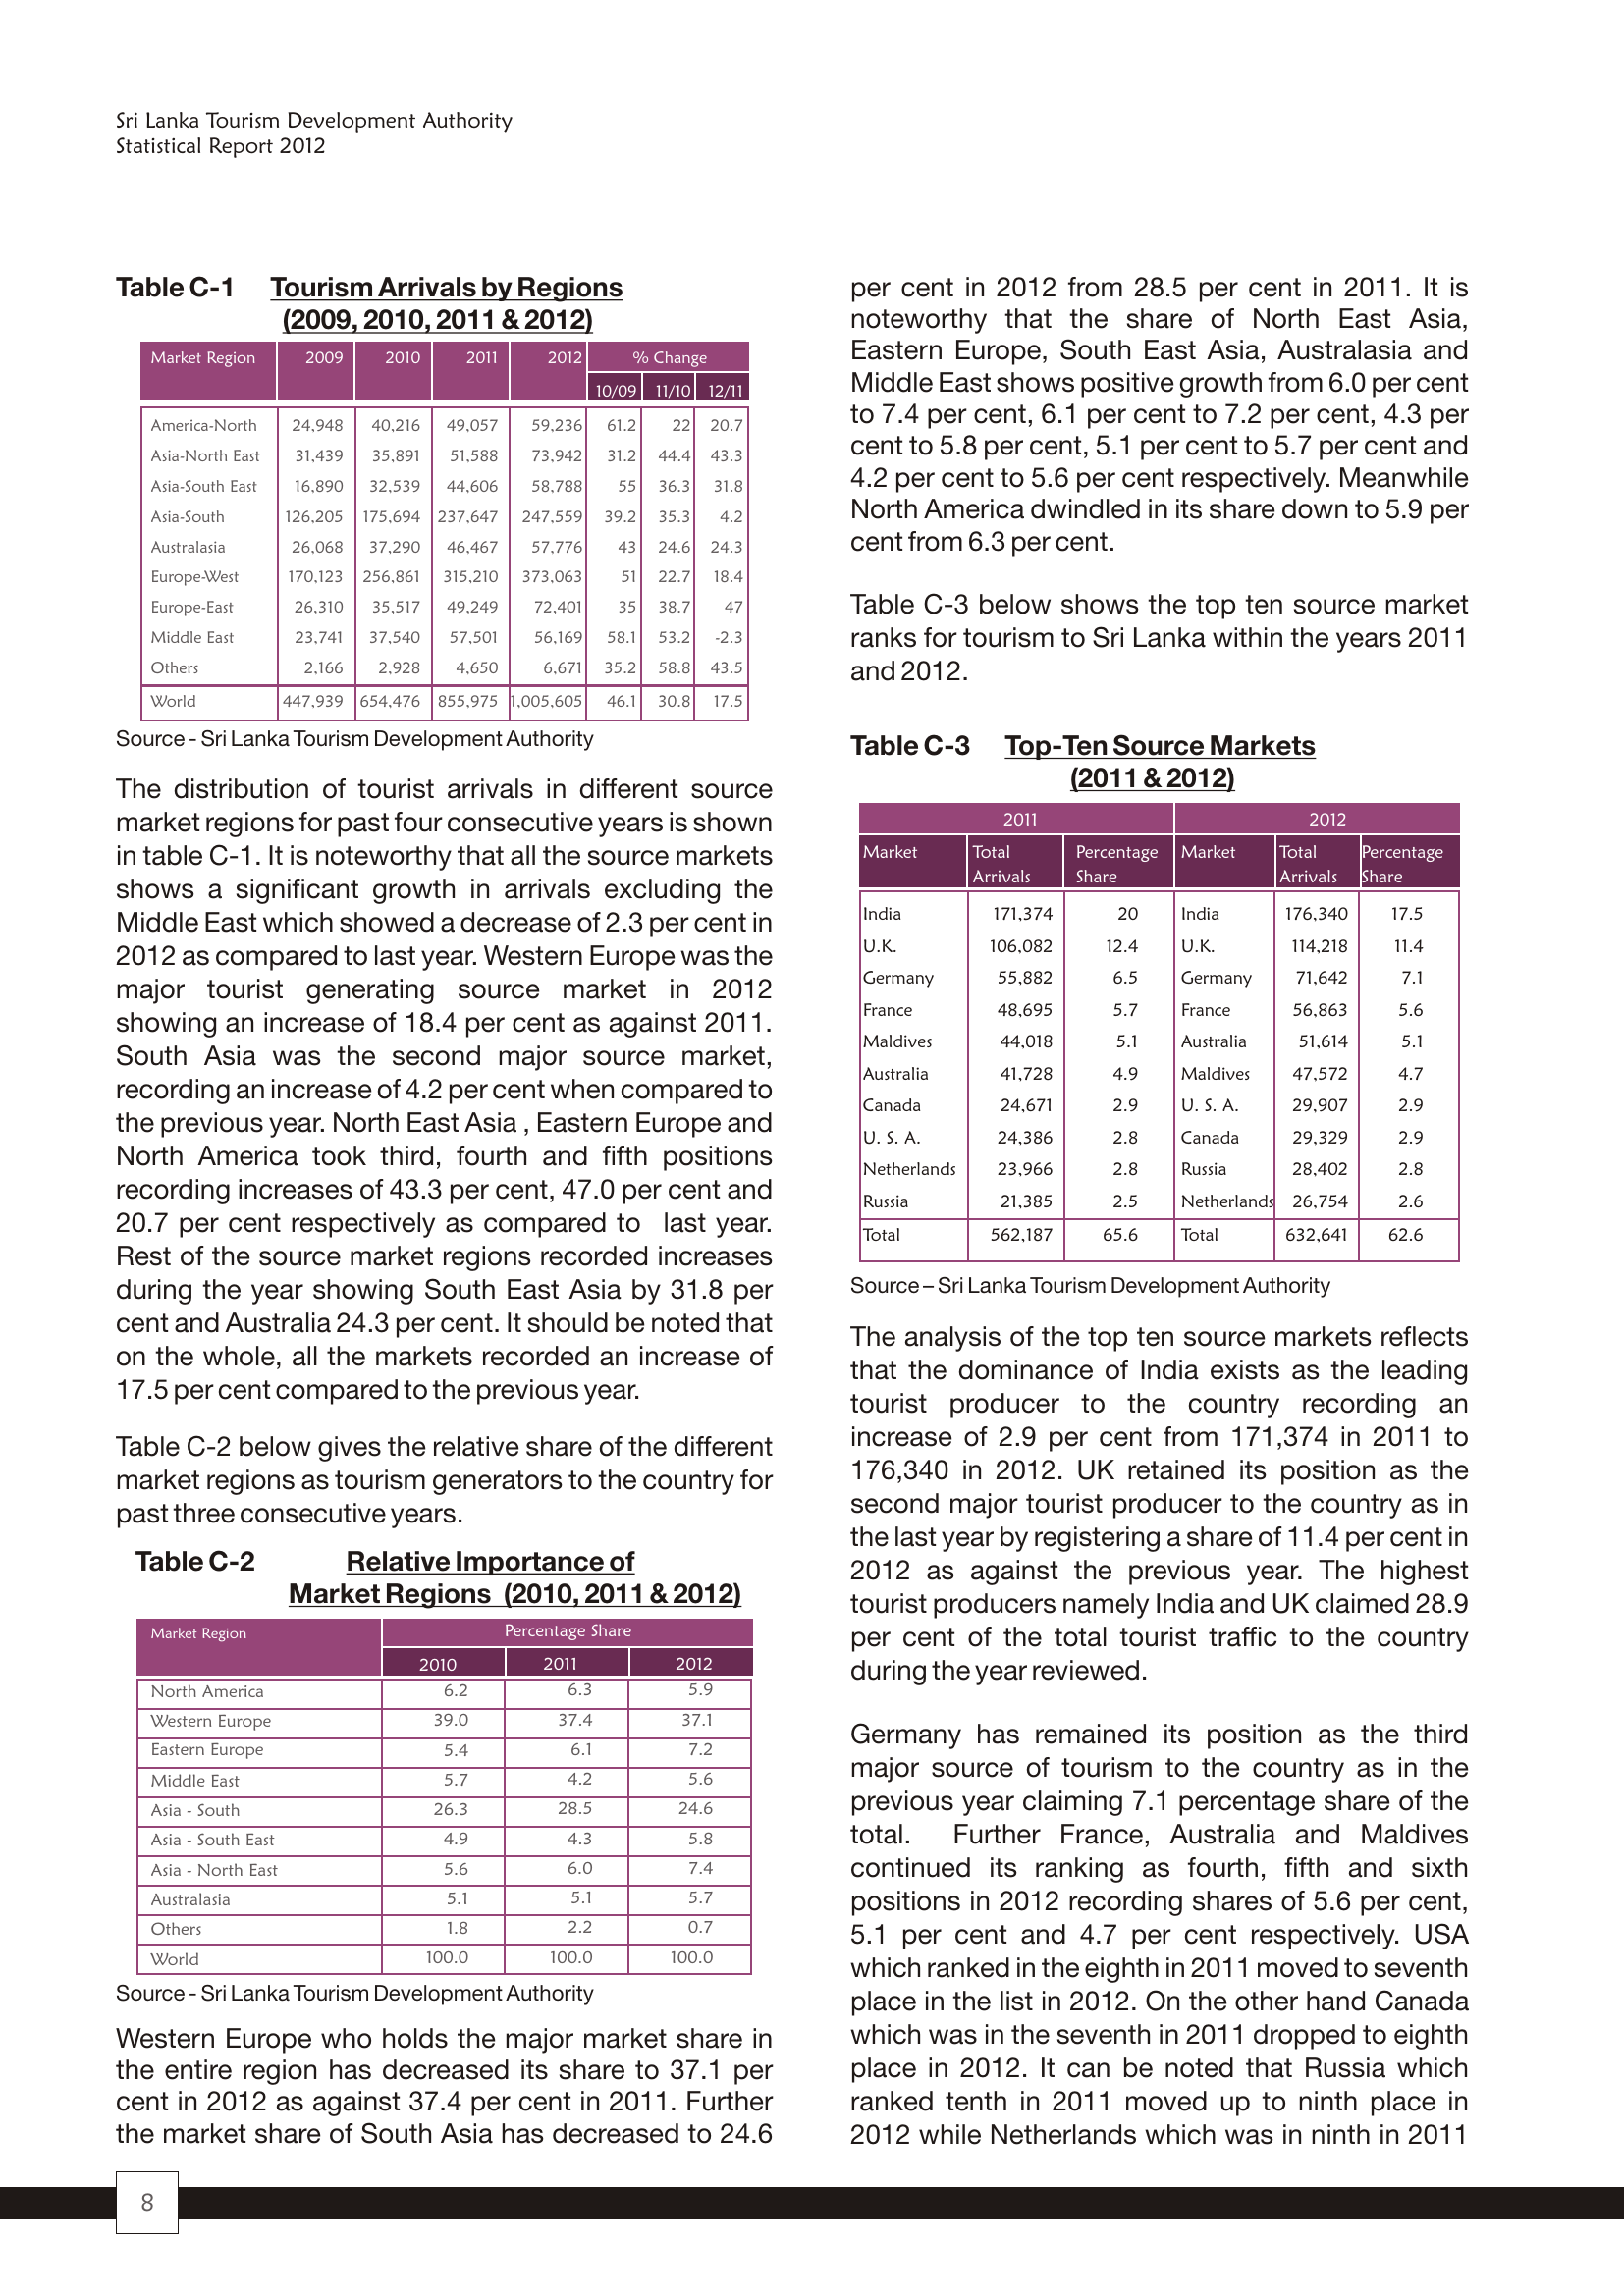 Sri Lanka Tourism Development Authority
Statistical Report 2012
Table C-1 Tourism Arrivals by Regions
(2009, 2010, 2011 & 2012)
Market Region 2009 2010 2011 2012 % Change
10/09 11/10 12/11
America-North 24,948 40,216 49,057 59,236 61.2 22 20.7
Asia-North East 31,439 35,891 51,588 73,942 31.2 44.4 43.3
Asia-South East 16,890 32,539 44,606 58,788 55 36.3 31.8
Asia-South 126,205 175,694 237,647 247,559 39.2 35.3 4.2
Australasia 26,068 37,290 46,467 57,776 43 24.6 24.3
Europe-West 170,123 256,861 315,210 373,063 51 22.7 18.4
Europe-East 26,310 35,517 49,249 72,401 35 38.7 47
Middle East 23,741 37,540 57,501 56,169 58.1 53.2 -2.3
Others 2,166 2,928 4,650 6,671 35.2 58.8 43.5
World 447,939 654,476 855,975 1,005,605 46.1 30.8 17.5
Source - Sri Lanka Tourism Development Authority
The distribution of tourist arrivals in different source
market regions for past four consecutive years is shown
in table C-1. It is noteworthy that all the source markets
shows a significant growth in arrivals excluding the
Middle East which showed a decrease of 2.3 per cent in
2012 as compared to last year. Western Europe was the
major tourist generating source market in 2012
showing an increase of 18.4 per cent as against 2011.
South Asia was the second major source market,
recording an increase of 4.2 per cent when compared to
the previous year. North East Asia , Eastern Europe and
North America took third, fourth and fifth positions
recording increases of 43.3 per cent, 47.0 per cent and
20.7 per cent respectively as compared to last year.
Rest of the source market regions recorded increases
during the year showing South East Asia by 31.8 per
cent and Australia 24.3 per cent. It should be noted that
on the whole, all the markets recorded an increase of
17.5 per cent compared to the previous year.
Table C-2 below gives the relative share of the different
market regions as tourism generators to the country for
past three consecutive years.
Table C-2 Relative Importance of
Market Regions (2010, 2011 & 2012)
Market Region Percentage Share
2010 2011 2012
North America 6.2 6.3 5.9
Western Europe 39.0 37.4 37.1
Eastern Europe 5.4 6.1 7.2
Middle East 5.7 4.2 5.6
Asia - South 26.3 28.5 24.6
Asia - South East 4.9 4.3 5.8
Asia - North East 5.6 6.0 7.4
Australasia 5.1 5.1 5.7
Others 1.8 2.2 0.7
World 100.0 100.0 100.0
Source - Sri Lanka Tourism Development Authority
Western Europe who holds the major market share in
the entire region has decreased its share to 37.1 per
cent in 2012 as against 37.4 per cent in 2011. Further
the market share of South Asia has decreased to 24.6
per cent in 2012 from 28.5 per cent in 2011. It is
noteworthy that the share of North East Asia,
Eastern Europe, South East Asia, Australasia and
Middle East shows positive growth from 6.0 per cent
to 7.4 per cent, 6.1 per cent to 7.2 per cent, 4.3 per
cent to 5.8 per cent, 5.1 per cent to 5.7 per cent and
4.2 per cent to 5.6 per cent respectively. Meanwhile
North America dwindled in its share down to 5.9 per
cent from 6.3 per cent.
Table C-3 below shows the top ten source market
ranks for tourism to Sri Lanka within the years 2011
and 2012.
Table C-3 Top-Ten Source Markets
(2011 & 2012)
2011 2012
Market Total Percentage Market Total Percentage
Arrivals Share Arrivals Share
India 171,374 20 India 176,340 17.5
U.K. 106,082 12.4 U.K. 114,218 11.4
Germany 55,882 6.5 Germany 71,642 7.1
France 48,695 5.7 France 56,863 5.6
Maldives 44,018 5.1 Australia 51,614 5.1
Australia 41,728 4.9 Maldives 47,572 4.7
Canada 24,671 2.9 U. S. A. 29,907 2.9
U. S. A. 24,386 2.8 Canada 29,329 2.9
Netherlands 23,966 2.8 Russia 28,402 2.8
Russia 21,385 2.5 Netherlands 26,754 2.6
Total 562,187 65.6 Total 632,641 62.6
Source – Sri Lanka Tourism Development Authority
The analysis of the top ten source markets reflects
that the dominance of India exists as the leading
tourist producer to the country recording an
increase of 2.9 per cent from 171,374 in 2011 to
176,340 in 2012. UK retained its position as the
second major tourist producer to the country as in
the last year by registering a share of 11.4 per cent in
2012 as against the previous year. The highest
tourist producers namely India and UK claimed 28.9
per cent of the total tourist traffic to the country
during the year reviewed.
Germany has remained its position as the third
major source of tourism to the country as in the
previous year claiming 7.1 percentage share of the
total. Further France, Australia and Maldives
continued its ranking as fourth, fifth and sixth
positions in 2012 recording shares of 5.6 per cent,
5.1 per cent and 4.7 per cent respectively. USA
which ranked in the eighth in 2011 moved to seventh
place in the list in 2012. On the other hand Canada
which was in the seventh in 2011 dropped to eighth
place in 2012. It can be noted that Russia which
ranked tenth in 2011 moved up to ninth place in
2012 while Netherlands which was in ninth in 2011
8